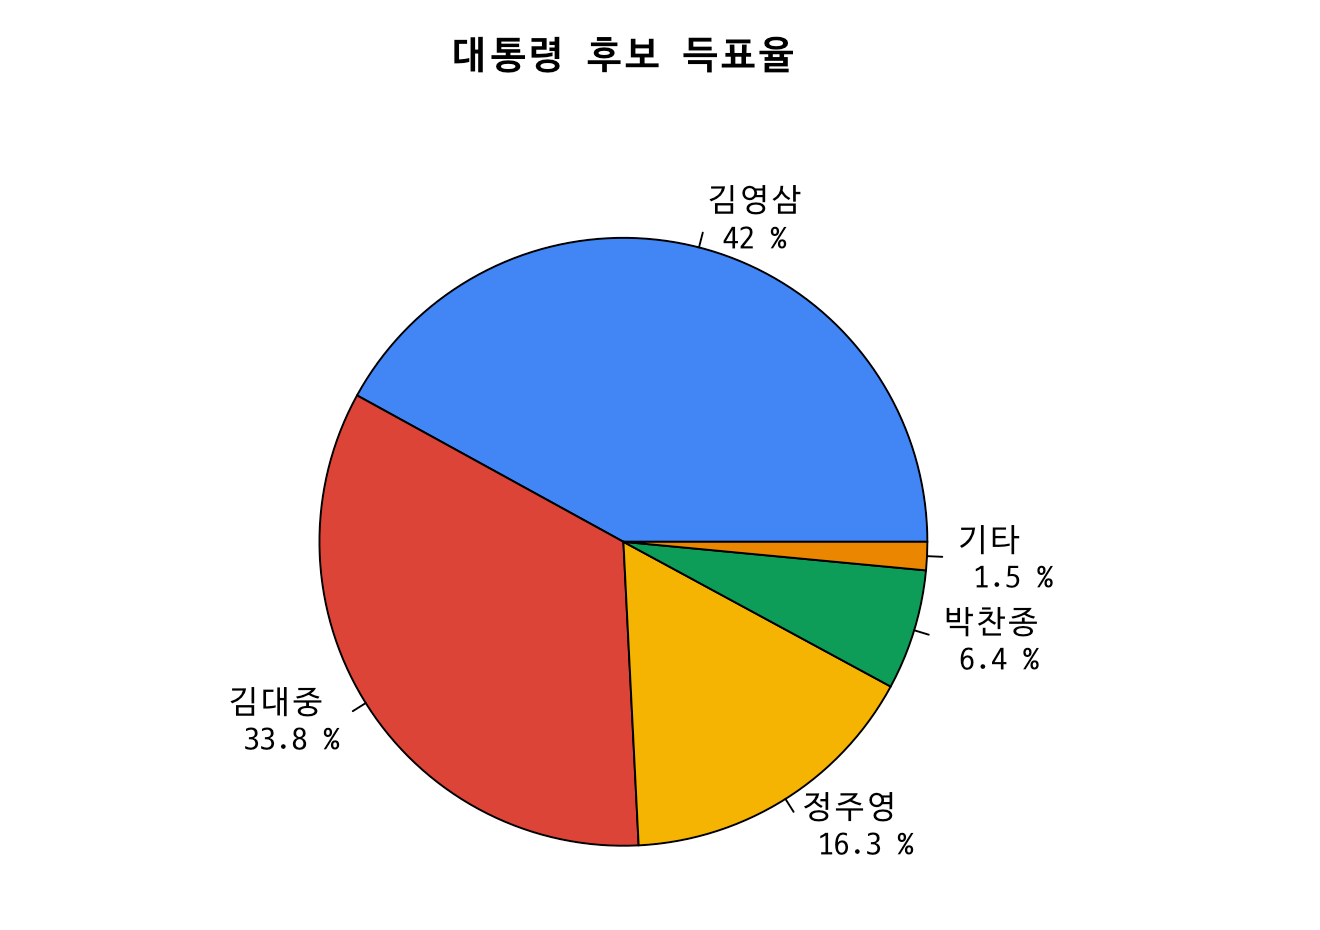 대통령 후보 득표율
김영삼
42 %
기타
1.5 %
박찬종
6.4 %
김대중
33.8 %
정주영
16.3 %